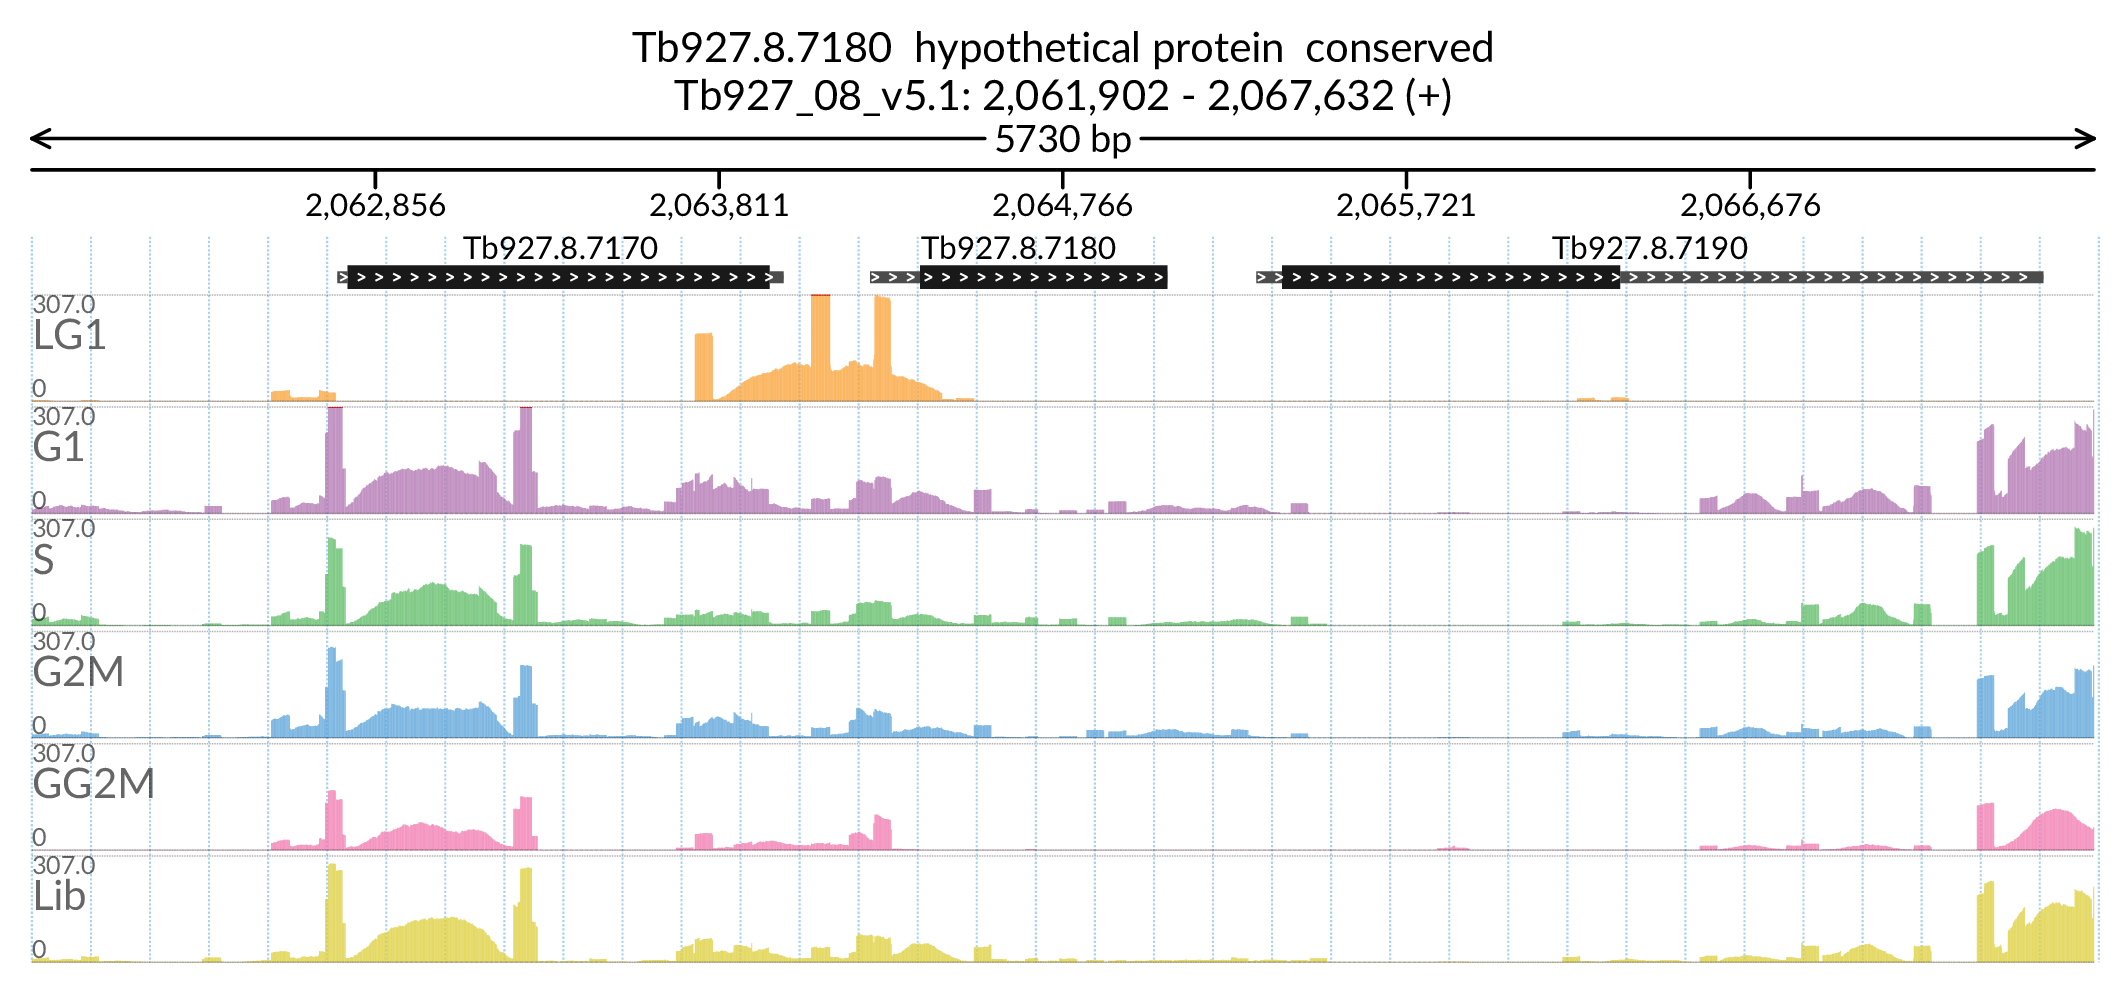 Tb927.8.7180  hypothetical protein  conserved
Tb927_08_v5.1: 2,061,902 - 2,067,632 (+)
5730 bp
2,062,856 2,063,811 2,064,766 2,065,721 2,066,676
Tb927.8.7170 Tb927.8.7180 Tb927.8.7190
307.0
LG1
0
307.0
G1
0
307.0
S
0
307.0
G2M
0
307.0
GG2M
0
307.0
Lib
0